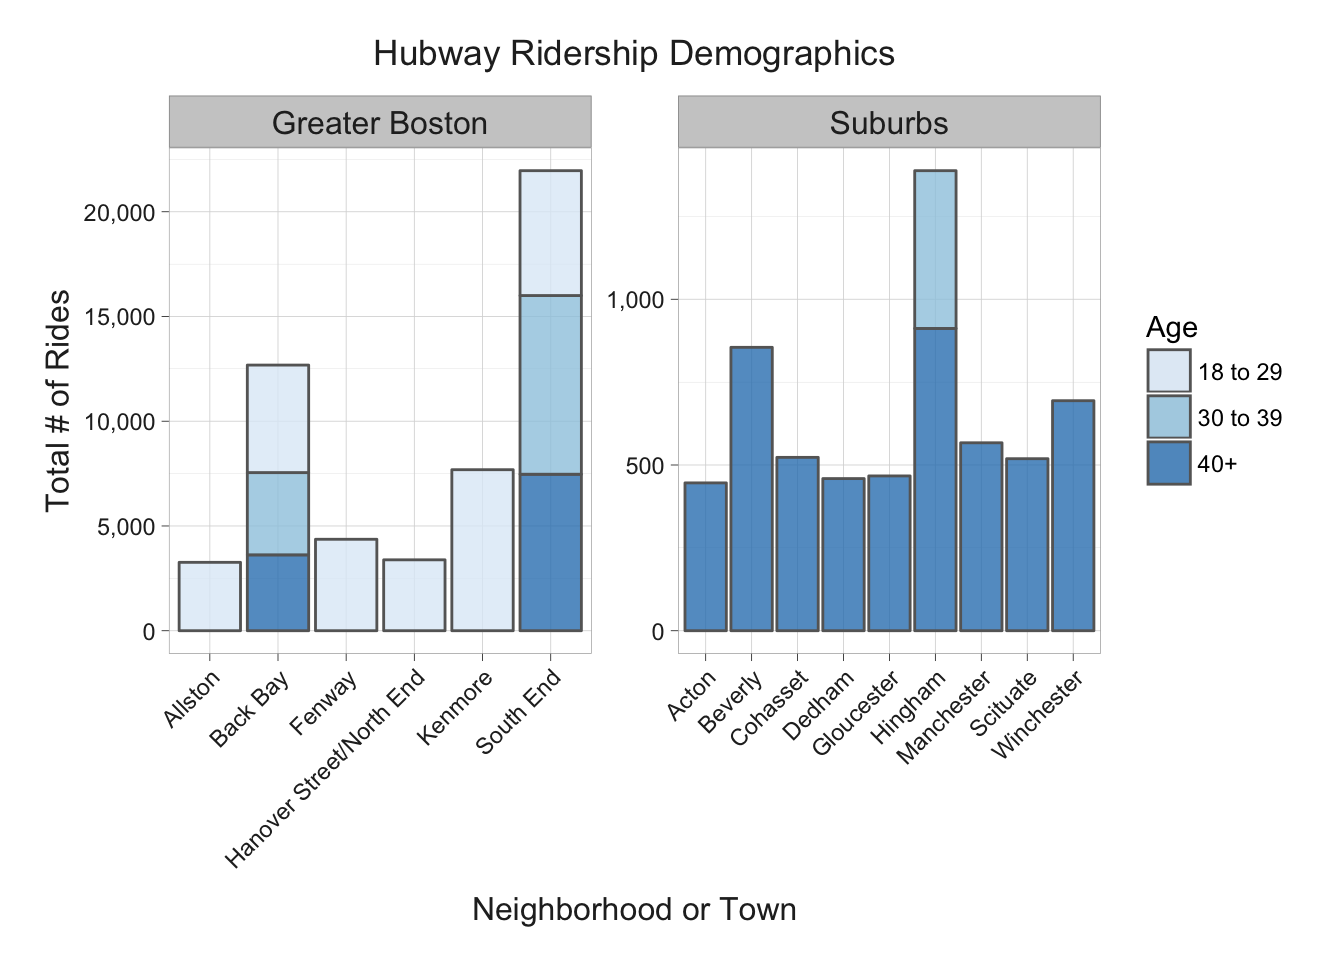 Hubway Ridership Demographics
Greater Boston
Suburbs
Total # of Rides
20,000
15,000
10,000
5,000
0
1,000
500
0
Allston
Back Bay
Fenway
Hanover Street/North End
Kenmore
South End
Acton
Beverly
Cohasset
Dedham
Gloucester
Hingham
Manchester
Scituate
Winchester
Neighborhood or Town
Age
18 to 29
30 to 39
40+